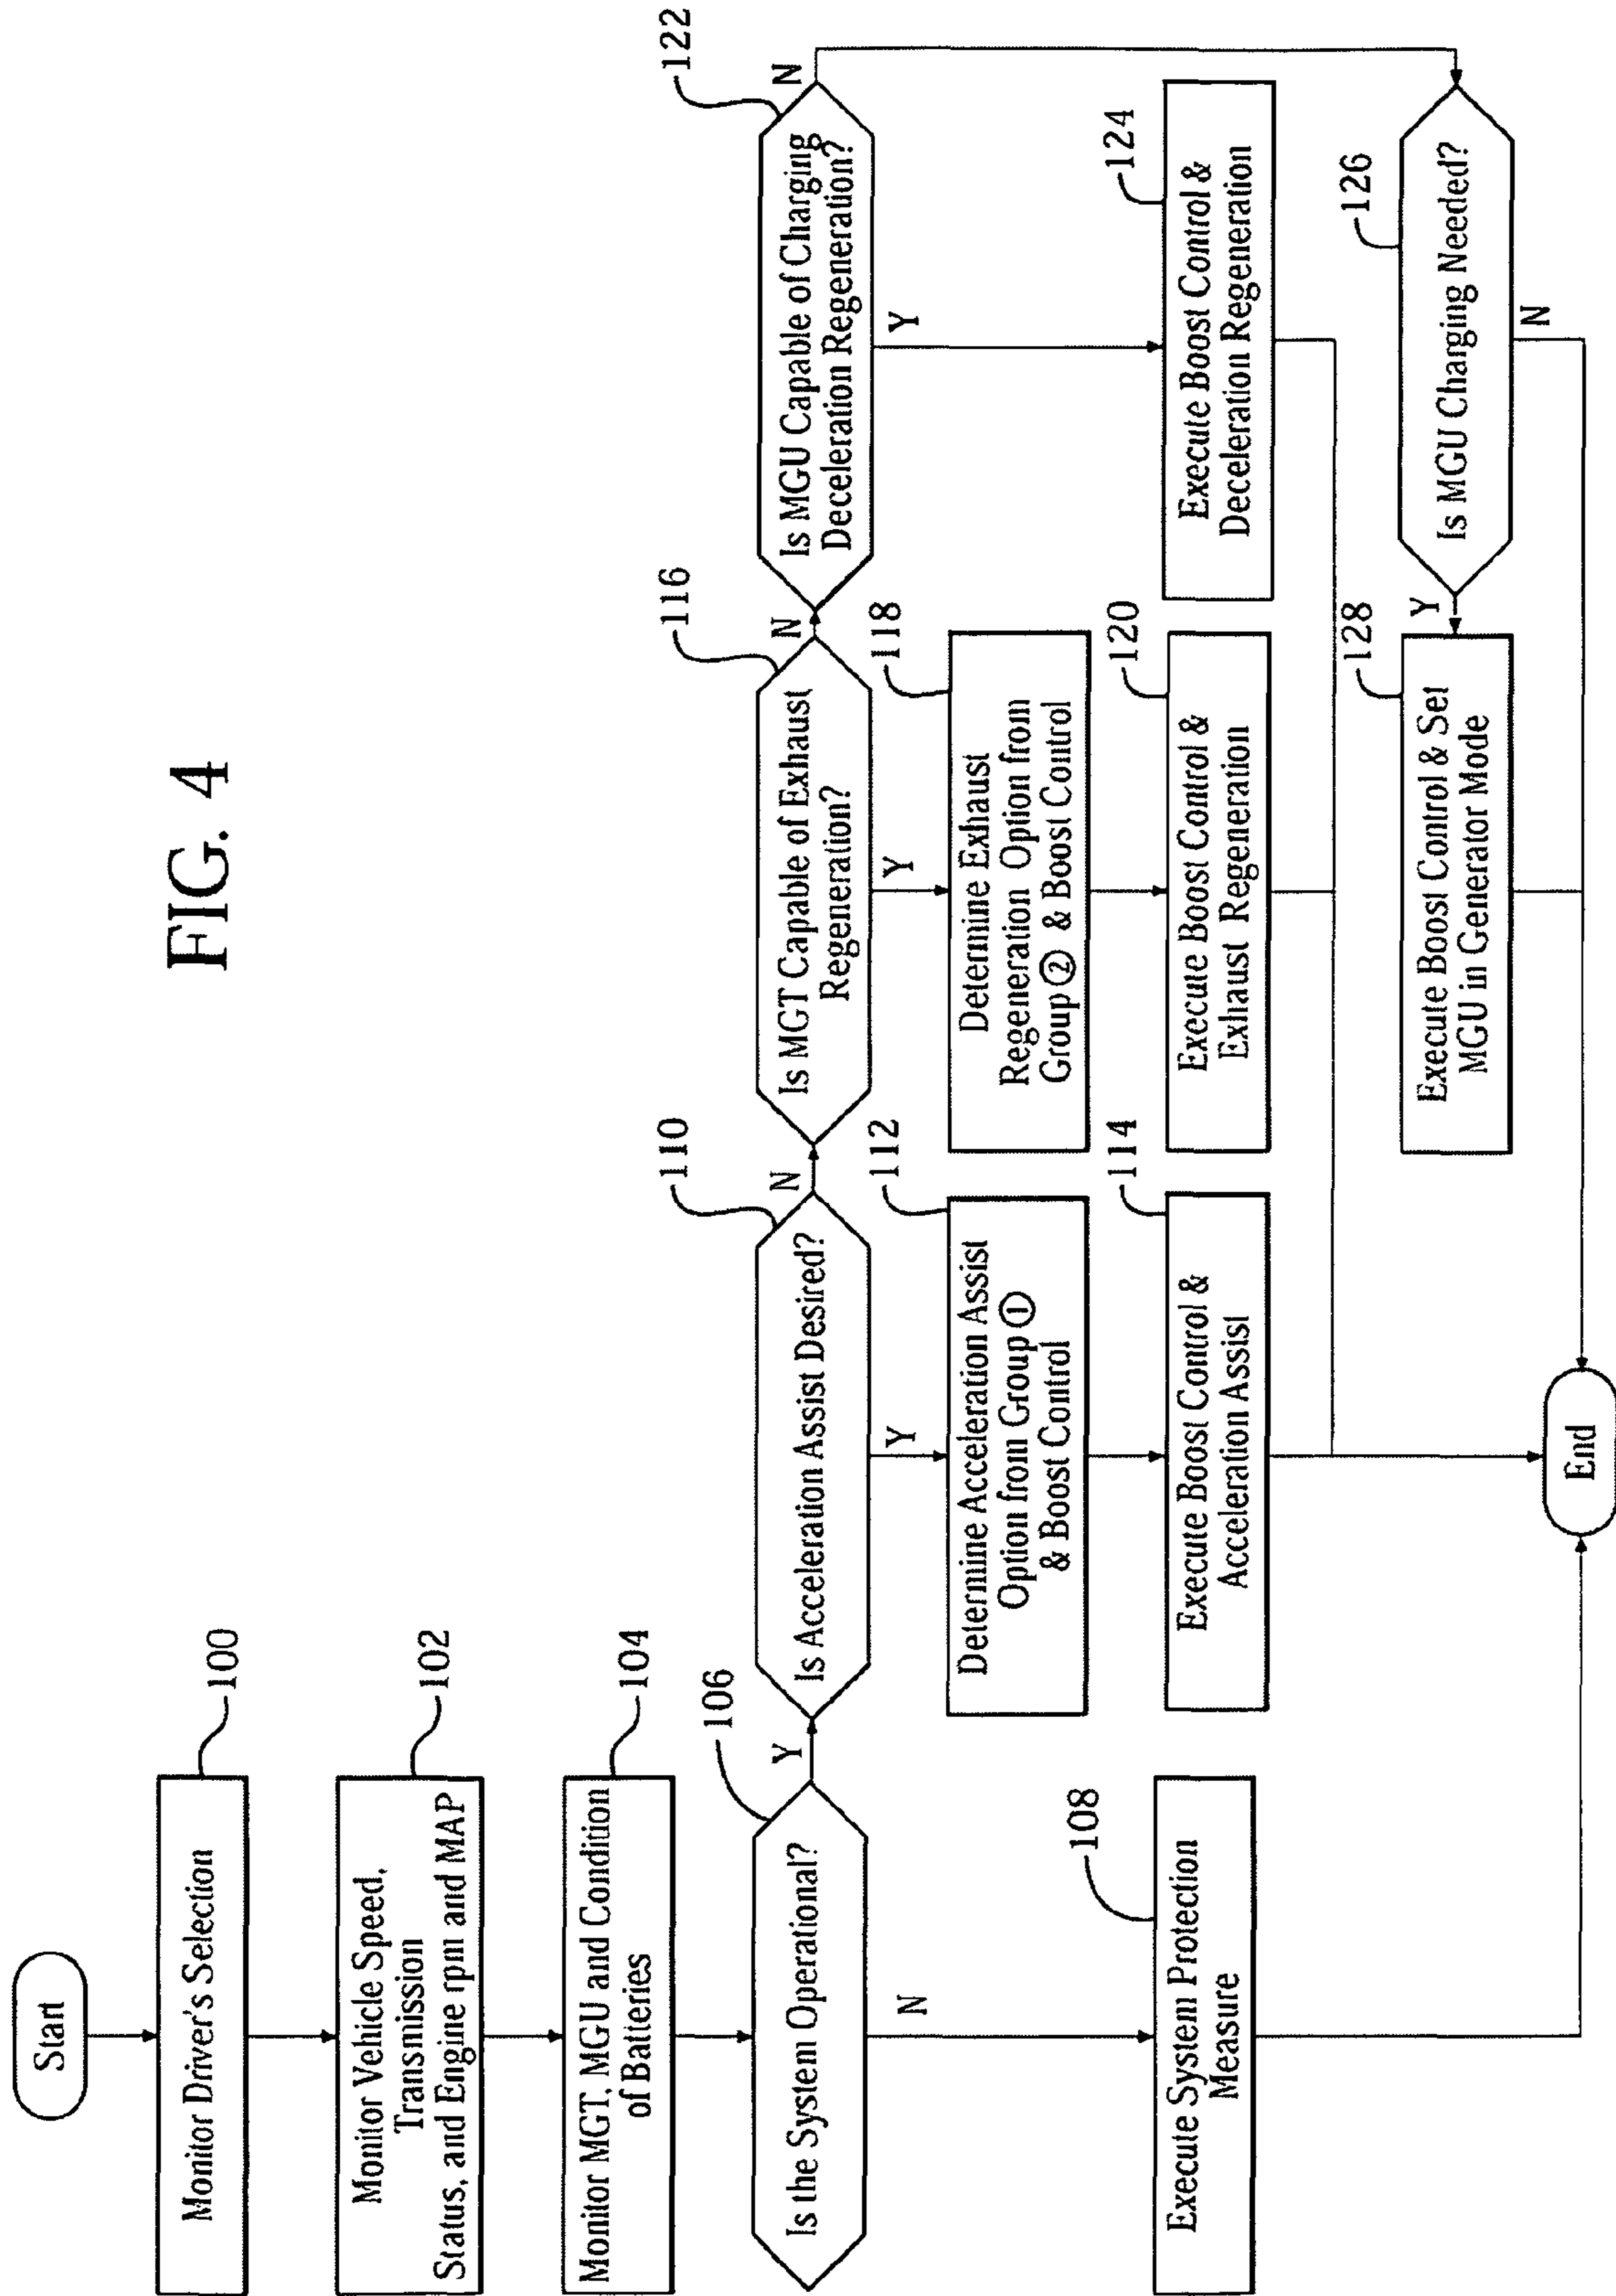 FIG. 4
Start
Monitor Driver's Selection
100
Monitor Vehicle Speed,
Transmission
Status, and Engine rpm and MAP
102
Monitor MGT, MGU and Condition
of Batteries
104
Is the System Operational?
106
Y
N
Execute System Protection
Measure
108
Is Acceleration Assist Desired?
110
N
Y
Determine Acceleration Assist
Option from Group ①
& Boost Control
112
Execute Boost Control &
Acceleration Assist
114
Is MGT Capable of Exhaust
Regeneration?
116
N
Y
Determine Exhaust
Regeneration Option from
Group ② & Boost Control
118
Execute Boost Control &
Exhaust Regeneration
120
Is MGU Capable of Charging
Deceleration Regeneration?
122
N
Y
Execute Boost Control &
Deceleration Regeneration
124
Is MGU Charging Needed?
126
Y
N
Execute Boost Control & Set
MGU in Generator Mode
128
End